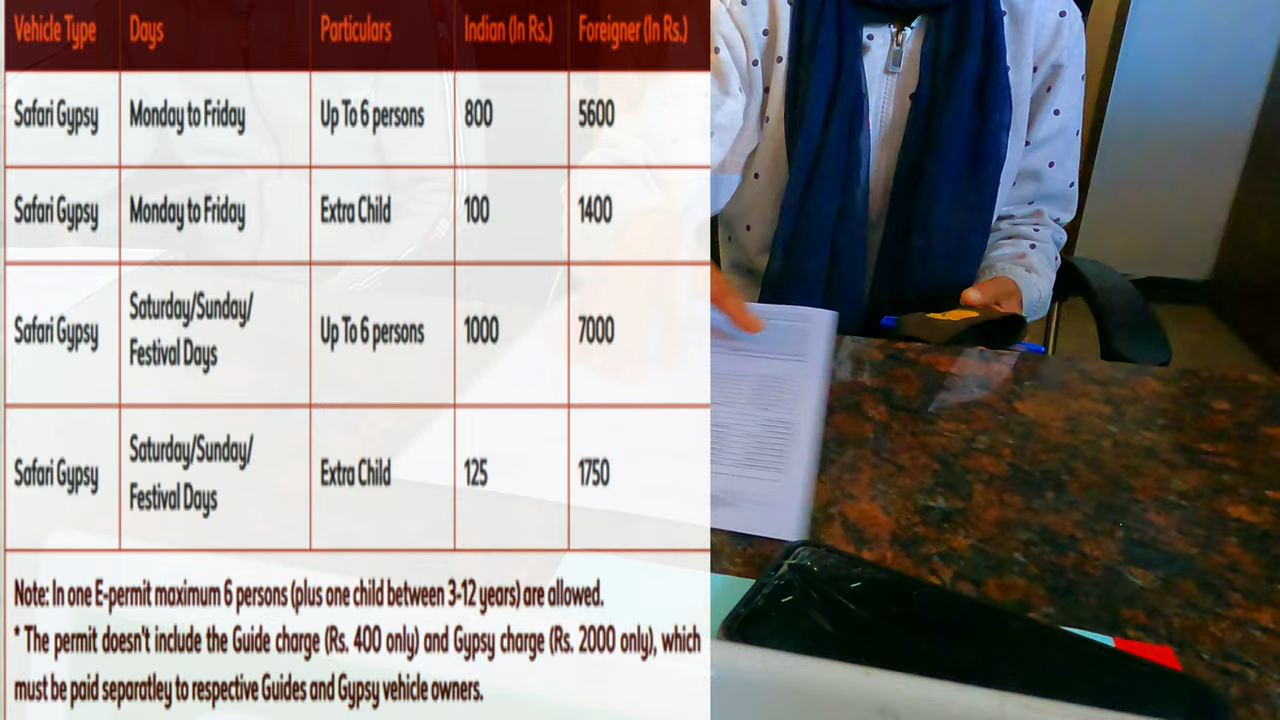 Vehicle Type Days Particulars Indian (In Rs.) Foreigner (In Rs.)
Safari Gypsy Monday to Friday Up To 6 persons 800 5600
Safari Gypsy Monday to Friday Extra Child 100 1400
Safari Gypsy Saturday/Sunday/ Festival Days Up To 6 persons 1000 7000
Safari Gypsy Saturday/Sunday/ Festival Days Extra Child 125 1750
Note: In one E-permit maximum 6 persons (plus one child between 3-12 years) are allowed.
* The permit doesn't include the Guide charge (Rs. 400 only) and Gypsy charge (Rs. 2000 only), which
must be paid separatley to respective Guides and Gypsy vehicle owners.